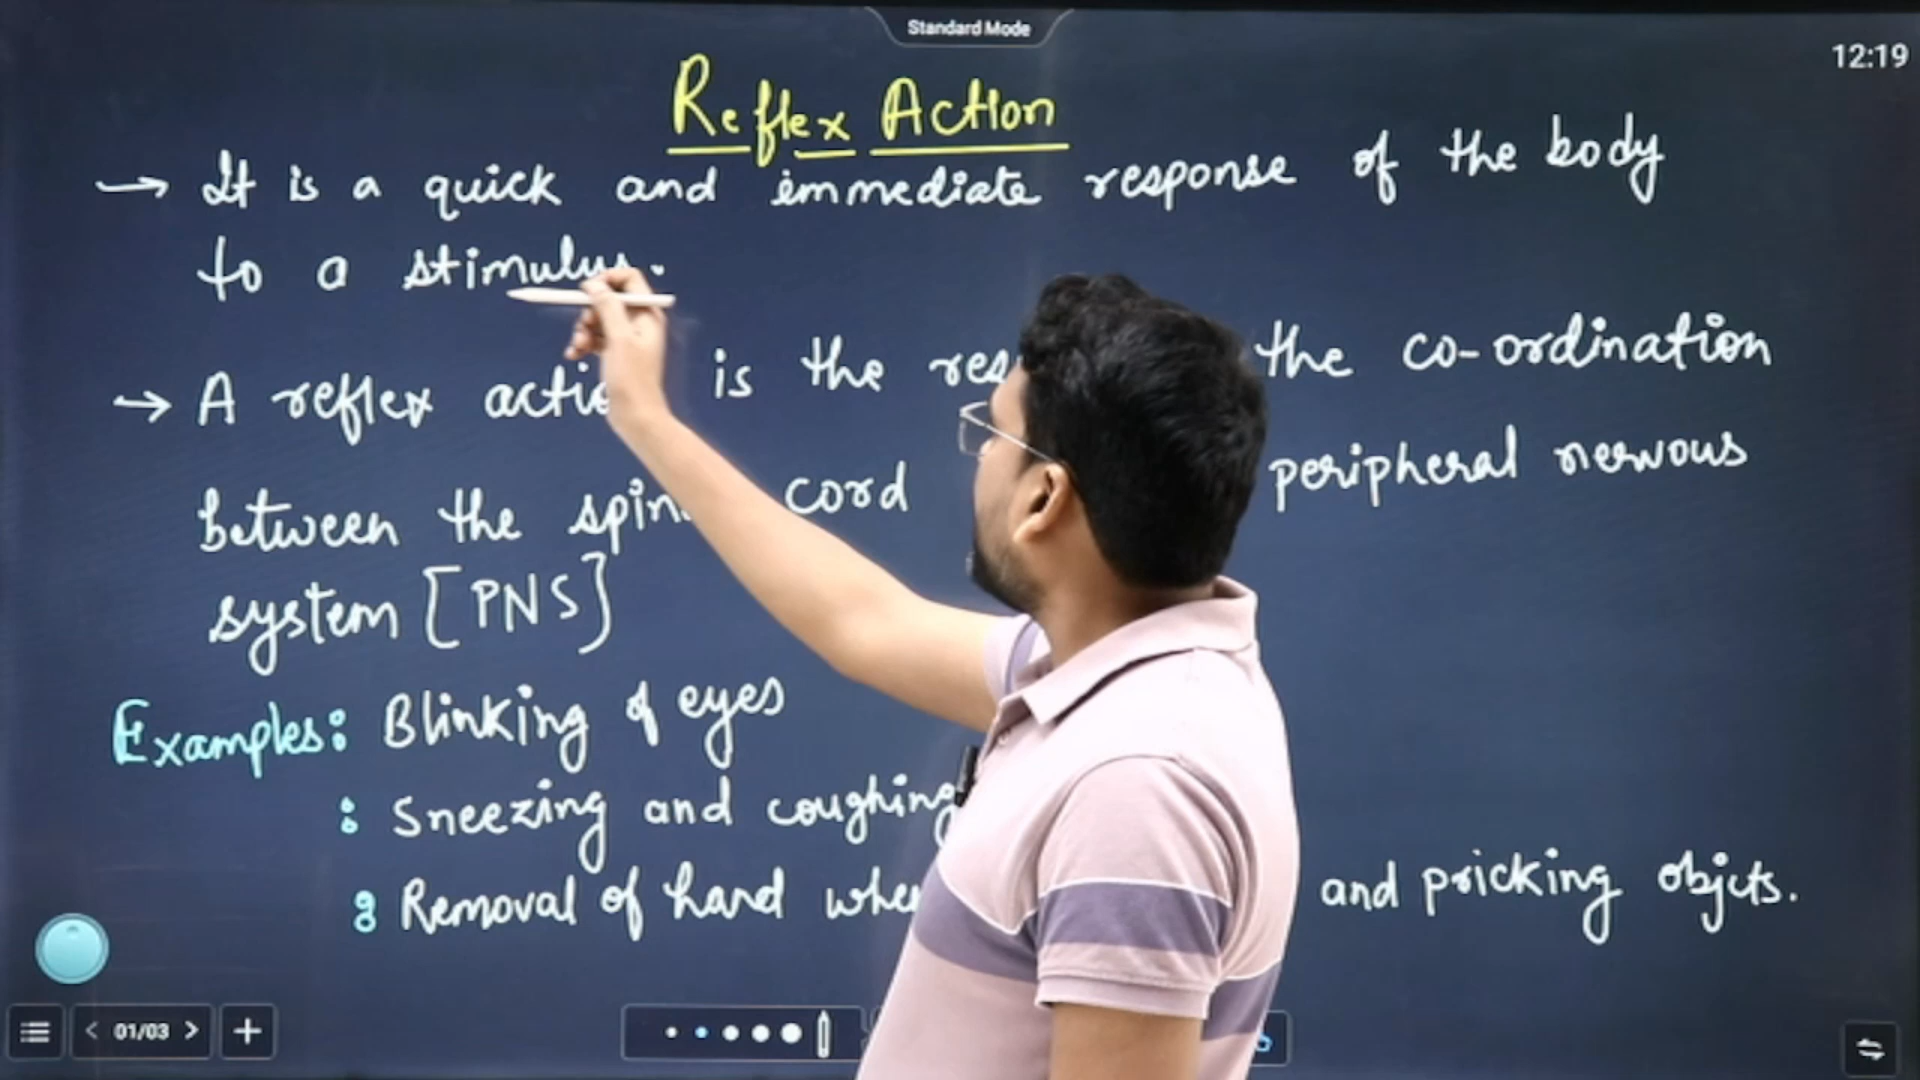 Standard Mode
12:19
Reflex Action
→ It is a quick and immediate response of the body
to a stimulus.
→ A reflex is the the co-ordination
between the cord peripheral nervous
system [PNS]
Examples: Blinking of eyes
: Sneezing and coughing
: Removal of hand and pricking objcts.
01/03